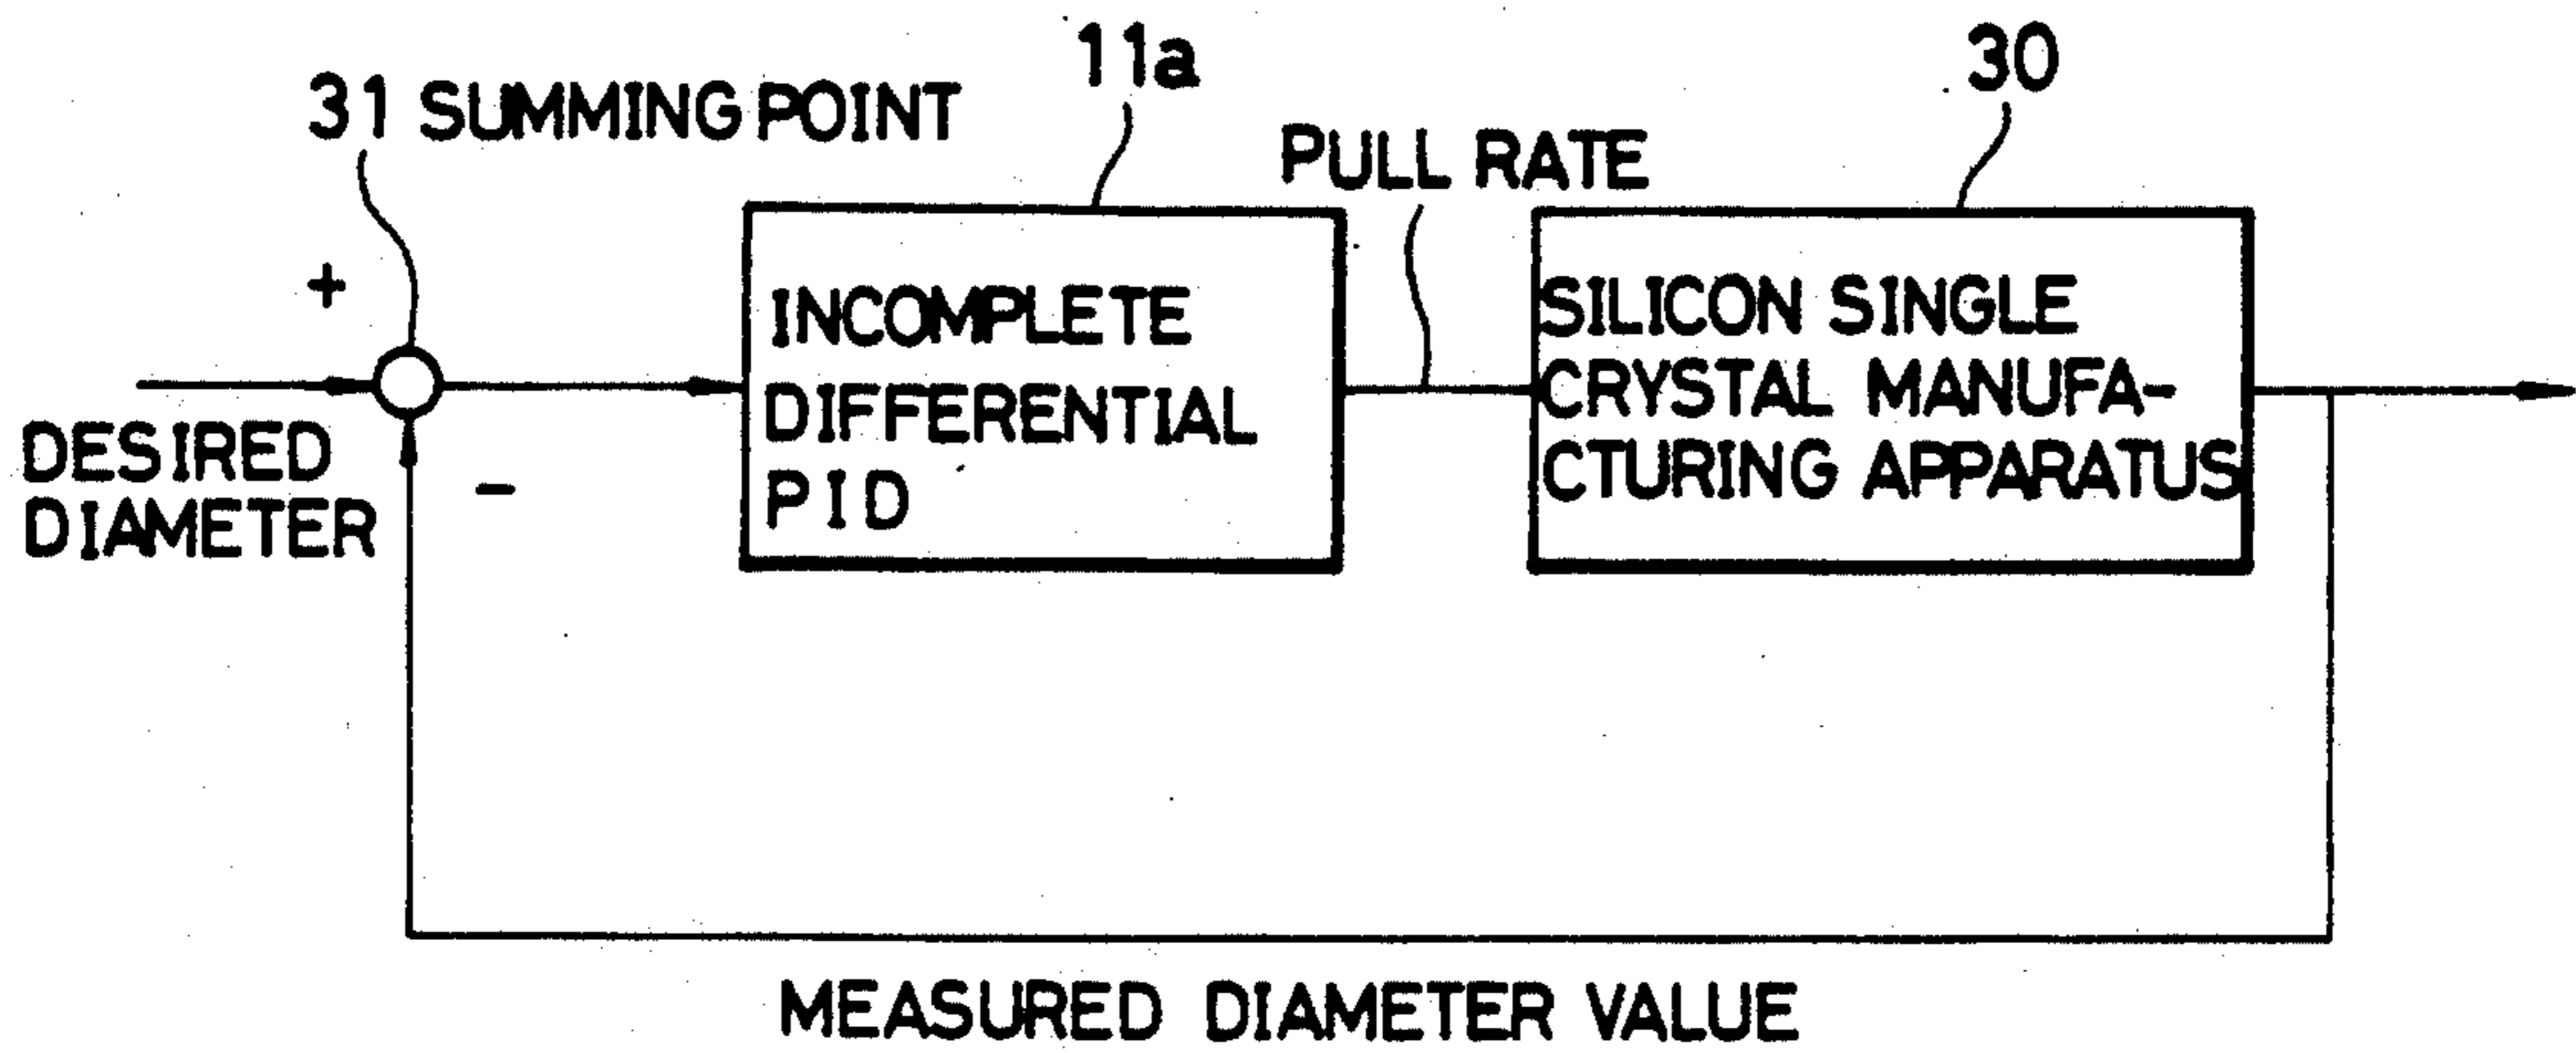 31 SUMMING POINT
11a
30
PULL RATE
+
DESIRED
DIAMETER
-
INCOMPLETE
DIFFERENTIAL
PID
SILICON SINGLE
CRYSTAL MANUFA-
CTURING APPARATUS
MEASURED DIAMETER VALUE